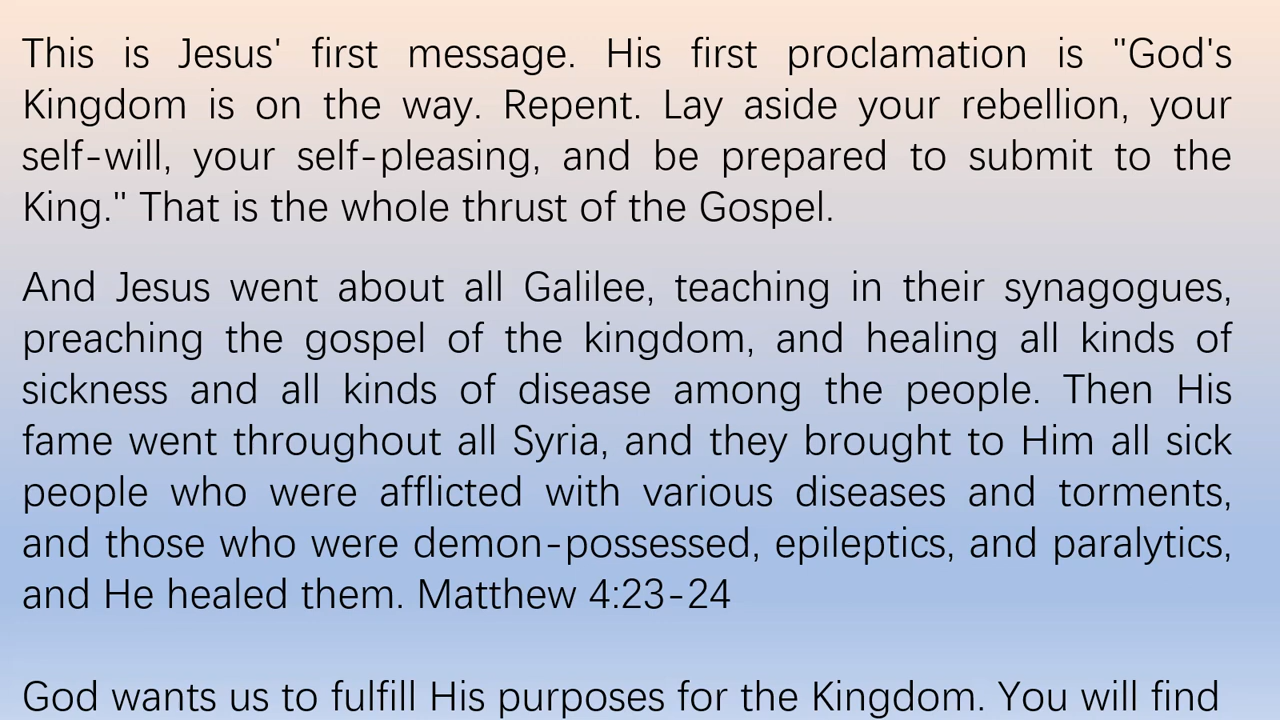 This is Jesus' first message. His first proclamation is "God's
Kingdom is on the way. Repent. Lay aside your rebellion, your
self-will, your self-pleasing, and be prepared to submit to the
King." That is the whole thrust of the Gospel.
And Jesus went about all Galilee, teaching in their synagogues,
preaching the gospel of the kingdom, and healing all kinds of
sickness and all kinds of disease among the people. Then His
fame went throughout all Syria, and they brought to Him all sick
people who were afflicted with various diseases and torments,
and those who were demon-possessed, epileptics, and paralytics,
and He healed them. Matthew 4:23-24
God wants us to fulfill His purposes for the Kingdom. You will find